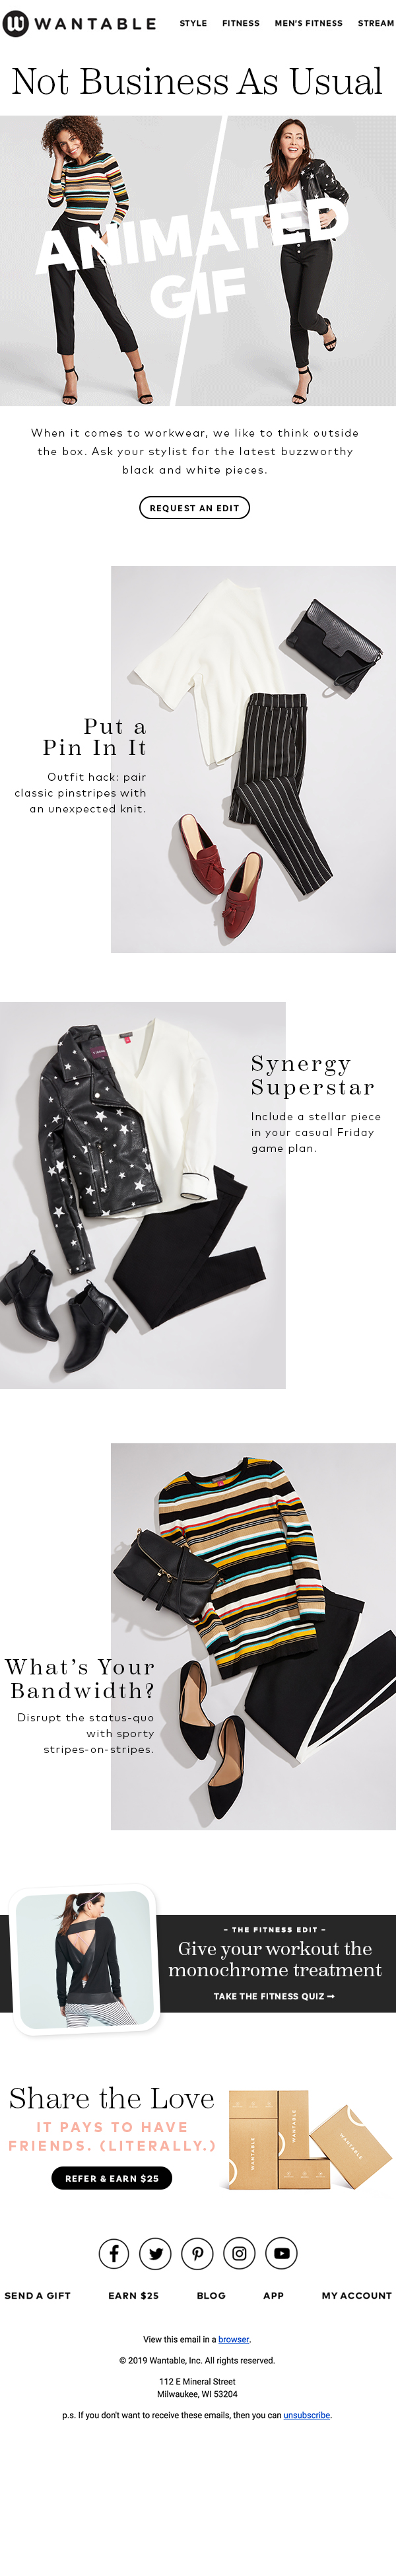 WANTABLE
STYLE FITNESS MEN'S FITNESS STREAM
Not Business As Usual
ANIMATED
GIF
When it comes to workwear, we like to think outside
the box. Ask your stylist for the latest buzzworthy
black and white pieces.
REQUEST AN EDIT
Put a
Pin In It
Outfit hack: pair
classic pinstripes with
an unexpected knit.
Synergy
Superstar
Include a stellar piece
in your casual Friday
game plan.
What's Your
Bandwidth?
Disrupt the status-quo
with sporty
stripes-on-stripes.
– THE FITNESS EDIT –
Give your workout the
monochrome treatment
TAKE THE FITNESS QUIZ ➞
Share the Love
IT PAYS TO HAVE
FRIENDS. (LITERALLY.)
REFER & EARN $25
WANTABLE
WANTABLE
WANTABLE
SEND A GIFT EARN $25 BLOG APP MY ACCOUNT
View this email in a browser.
© 2019 Wantable, Inc. All rights reserved.
112 E Mineral Street
Milwaukee, WI 53204
p.s. If you don't want to receive these emails, then you can unsubscribe.